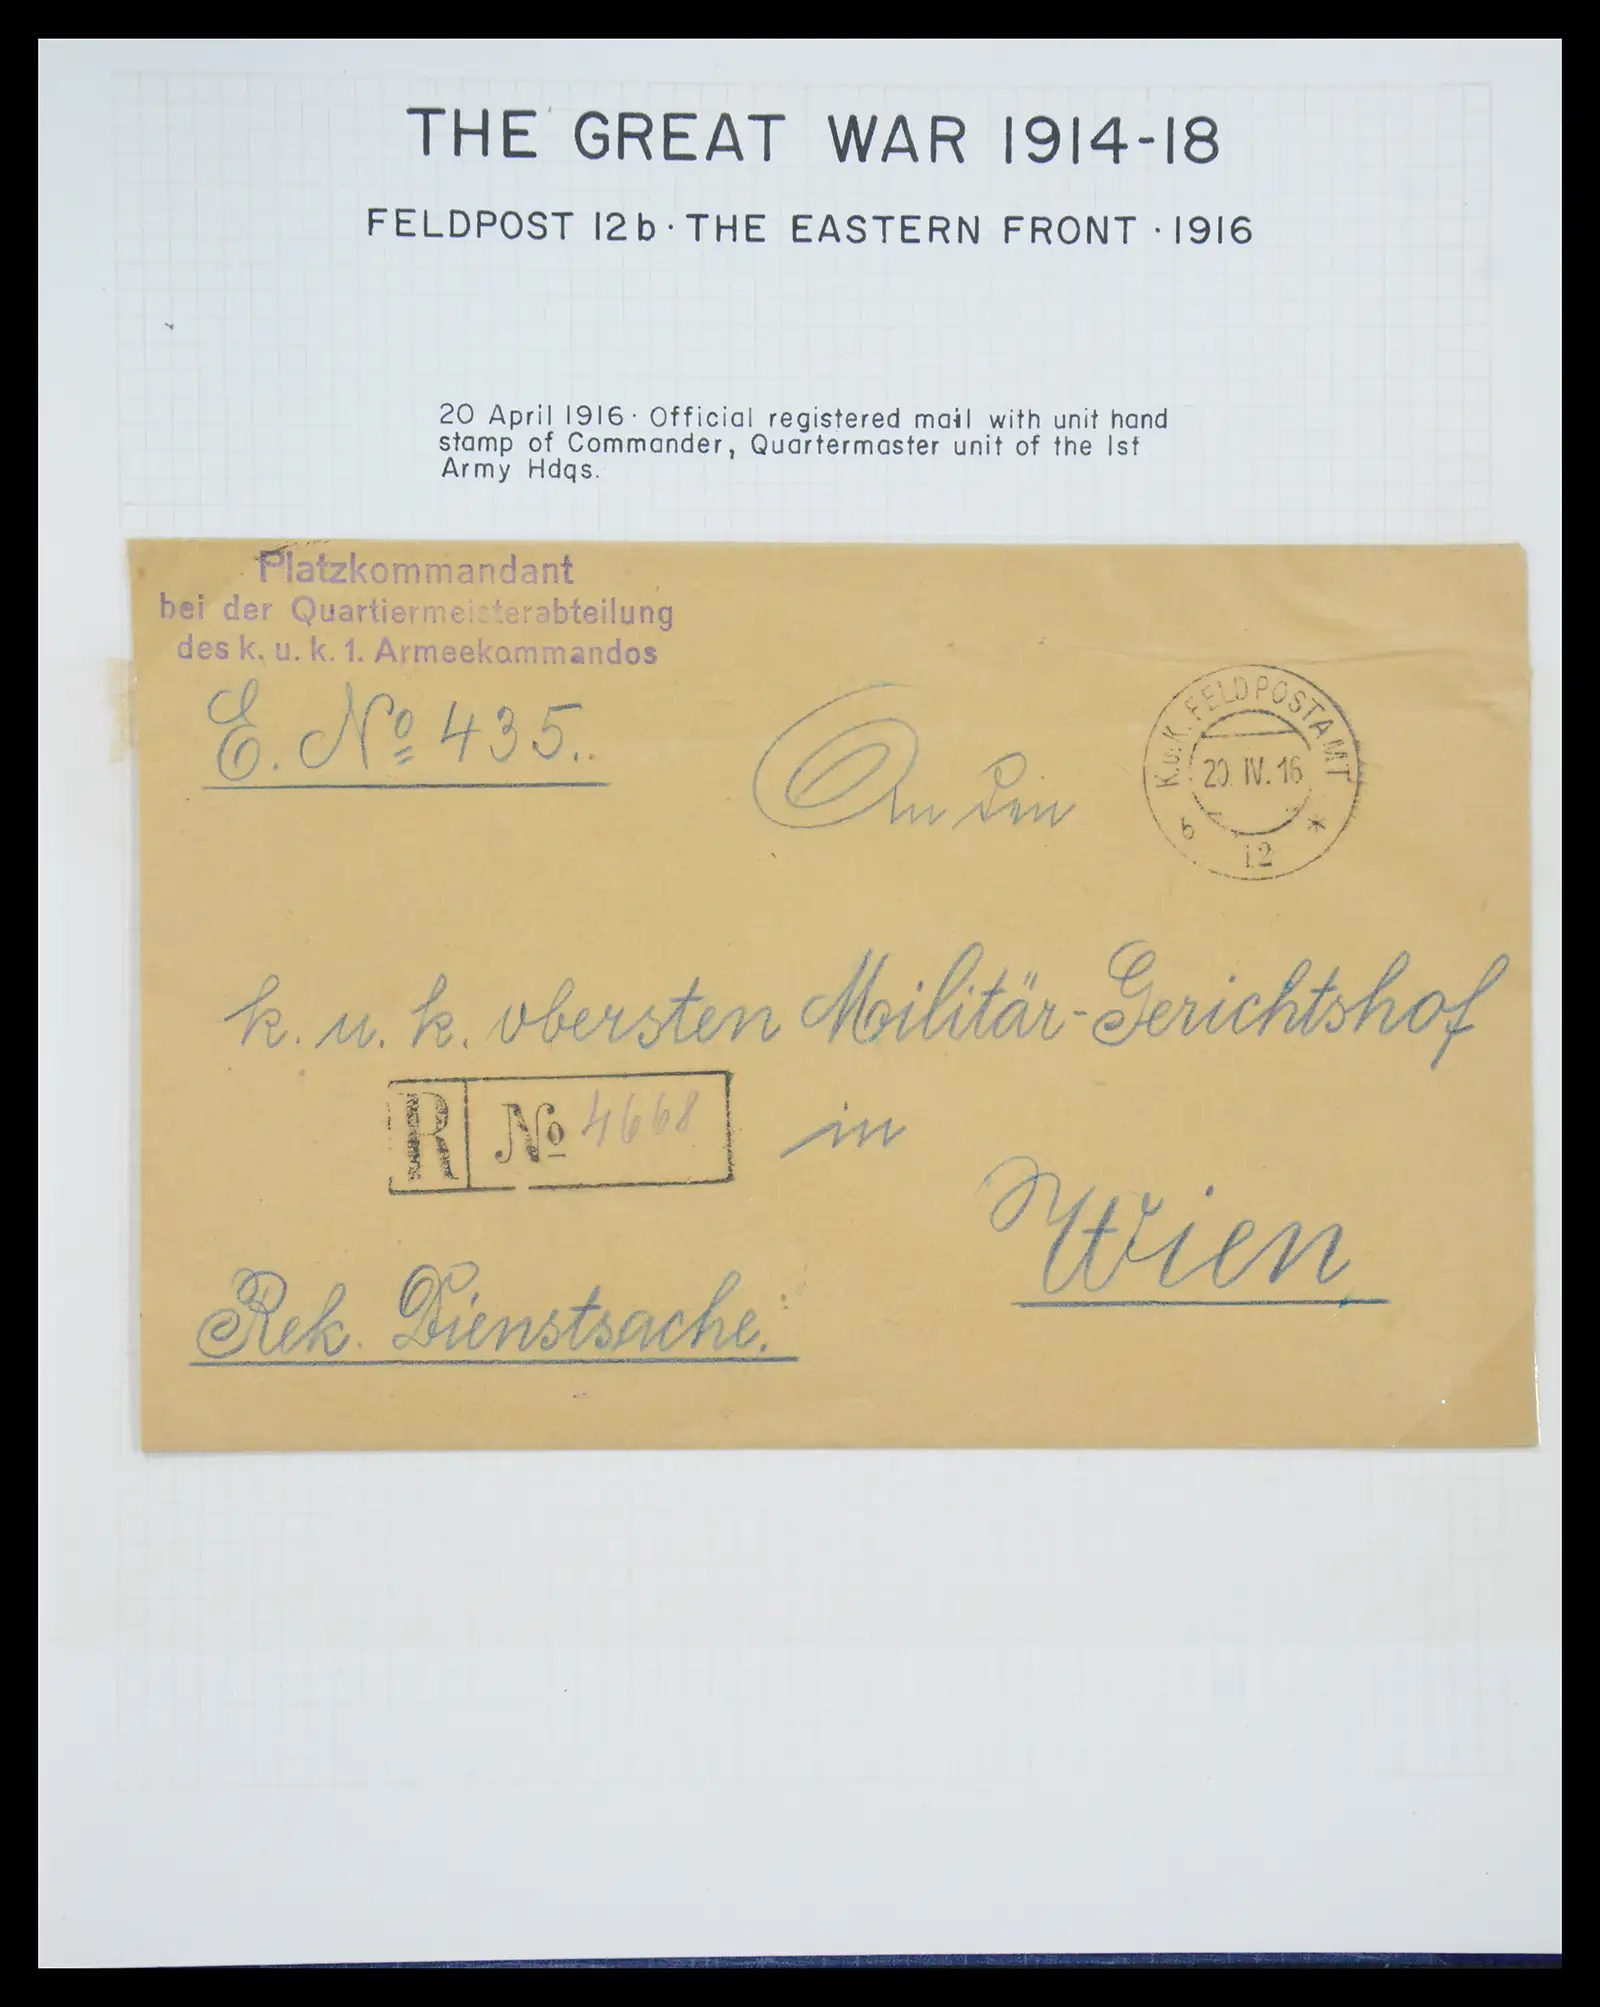 THE GREAT WAR 1914-18
FELDPOST 12b · THE EASTERN FRONT · 1916
20 April 1916 · Official registered mail with unit hand
stamp of Commander, Quartermaster unit of the 1st
Army Hdqs.
Platzkommandant
bei der Quartiermeisterabteilung
des k. u. k. 1. Armeekommandos
E. No 435..
An den
K.u.K. FELDPOSTAMT
20. IV. 16
b 12 *
k. u. k. obersten Militär-Gerichtshof
R No 4668
in
Wien
Rek. Dienstsache.